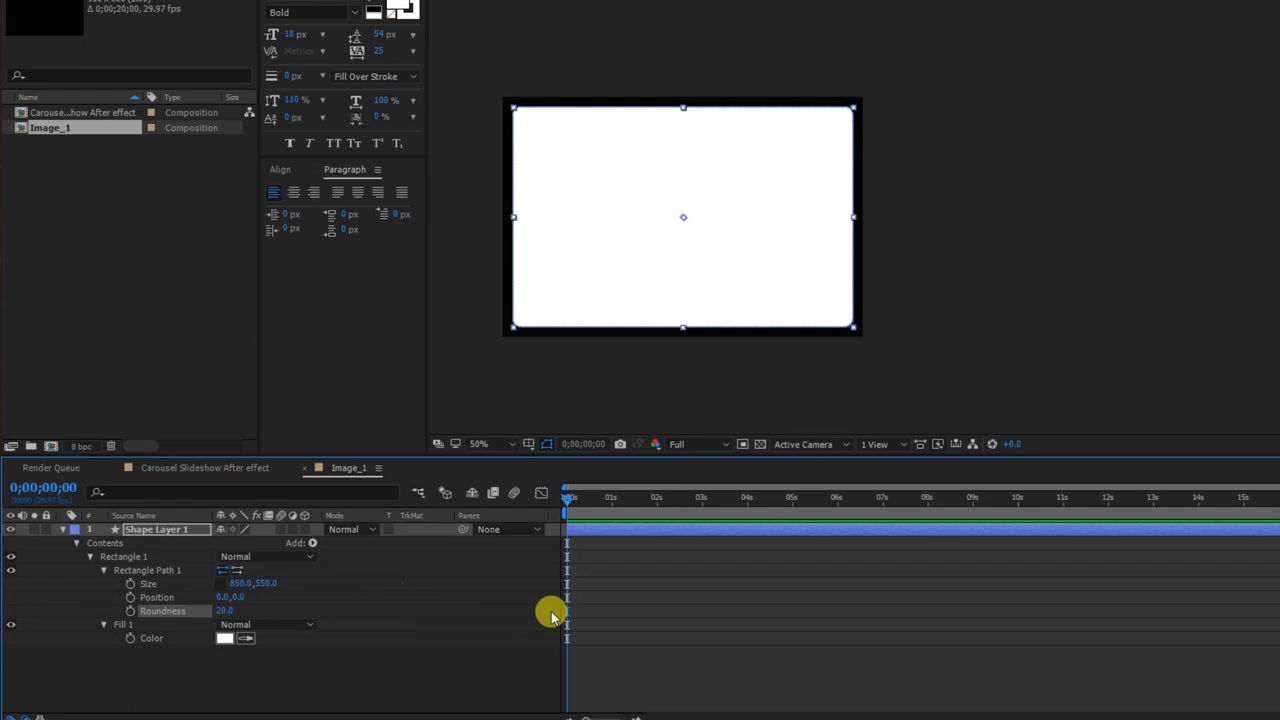 Δ 0;00;20;00, 29.97 fps
Bold
18 px
54 px
Metrics
25
0 px
Fill Over Stroke
110 %
100 %
0 px
0 %
Name
Type
Size
Carouse...how After effect
Composition
Image_1
Composition
Align
Paragraph
0 px
0 px
0 px
0 px
0 px
8 bpc
50%
0;00;00;00
Full
Active Camera
1 View
+0.0
Render Queue
Carousel Slideshow After effect
Image_1
0;00;00;00
00000 (29.97 fps)
01s 02s 03s 04s 05s 06s 07s 08s 09s 10s 11s 12s 13s 14s 15s
# Source Name
Mode
T TrkMat
Parent
1 Shape Layer 1
Normal
None
Contents
Add:
Rectangle 1
Normal
Rectangle Path 1
Size
850.0,550.0
Position
0.0,0.0
Roundness
20.0
Fill 1
Normal
Color